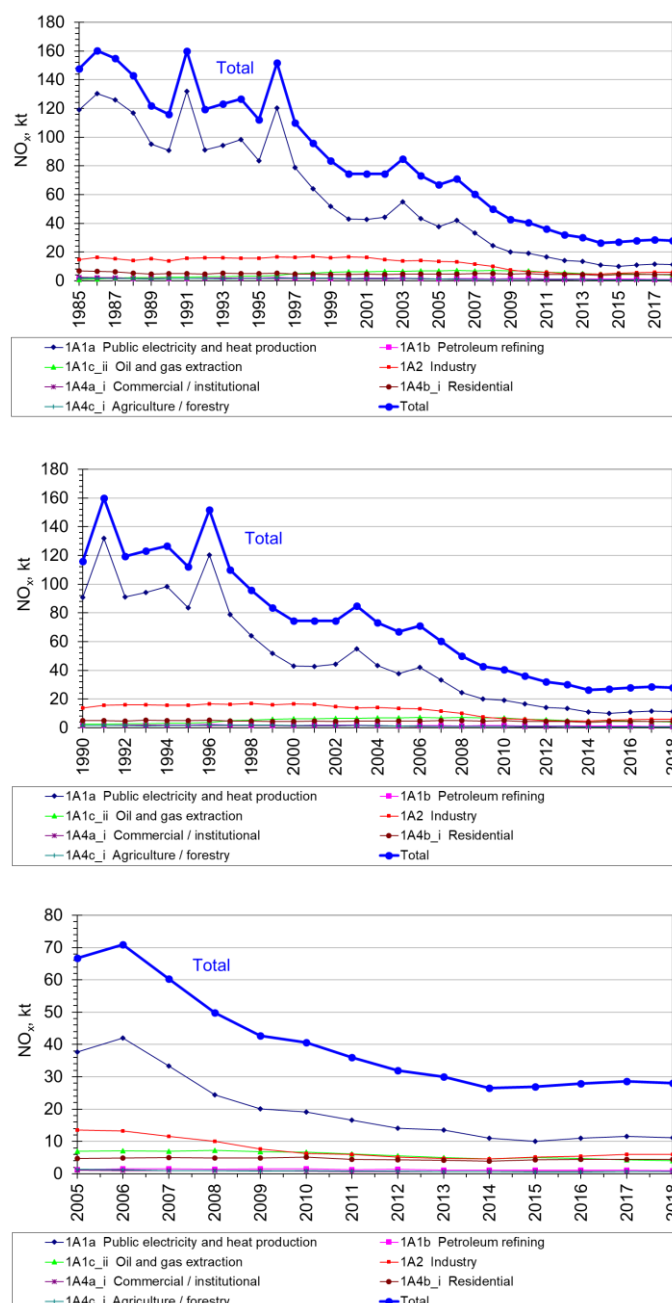 180
160
140
120
100
80
60
40
20
0
NOx, kt
Total
1985
1987
1989
1991
1993
1995
1997
1999
2001
2003
2005
2007
2009
2011
2013
2015
2017
1A1a Public electricity and heat production
1A1b Petroleum refining
1A1c_ii Oil and gas extraction
1A2 Industry
1A4a_i Commercial / institutional
1A4b_i Residential
1A4c_i Agriculture / forestry
Total
180
160
140
120
100
80
60
40
20
0
NOx, kt
Total
1990
1992
1994
1996
1998
2000
2002
2004
2006
2008
2010
2012
2014
2016
2018
1A1a Public electricity and heat production
1A1b Petroleum refining
1A1c_ii Oil and gas extraction
1A2 Industry
1A4a_i Commercial / institutional
1A4b_i Residential
1A4c_i Agriculture / forestry
Total
80
70
60
50
40
30
20
10
0
NOx, kt
Total
2005
2006
2007
2008
2009
2010
2011
2012
2013
2014
2015
2016
2017
2018
1A1a Public electricity and heat production
1A1b Petroleum refining
1A1c_ii Oil and gas extraction
1A2 Industry
1A4a_i Commercial / institutional
1A4b_i Residential
1A4c_i Agriculture / forestry
Total